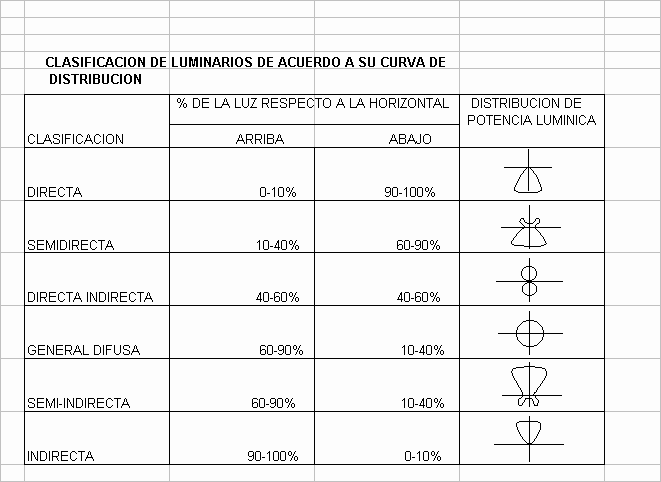 CLASIFICACION DE LUMINARIOS DE ACUERDO A SU CURVA DE
DISTRIBUCION
% DE LA LUZ RESPECTO A LA HORIZONTAL DISTRIBUCION DE
POTENCIA LUMINICA
CLASIFICACION ARRIBA ABAJO
DIRECTA 0-10% 90-100%
SEMIDIRECTA 10-40% 60-90%
DIRECTA INDIRECTA 40-60% 40-60%
GENERAL DIFUSA 60-90% 10-40%
SEMI-INDIRECTA 60-90% 10-40%
INDIRECTA 90-100% 0-10%